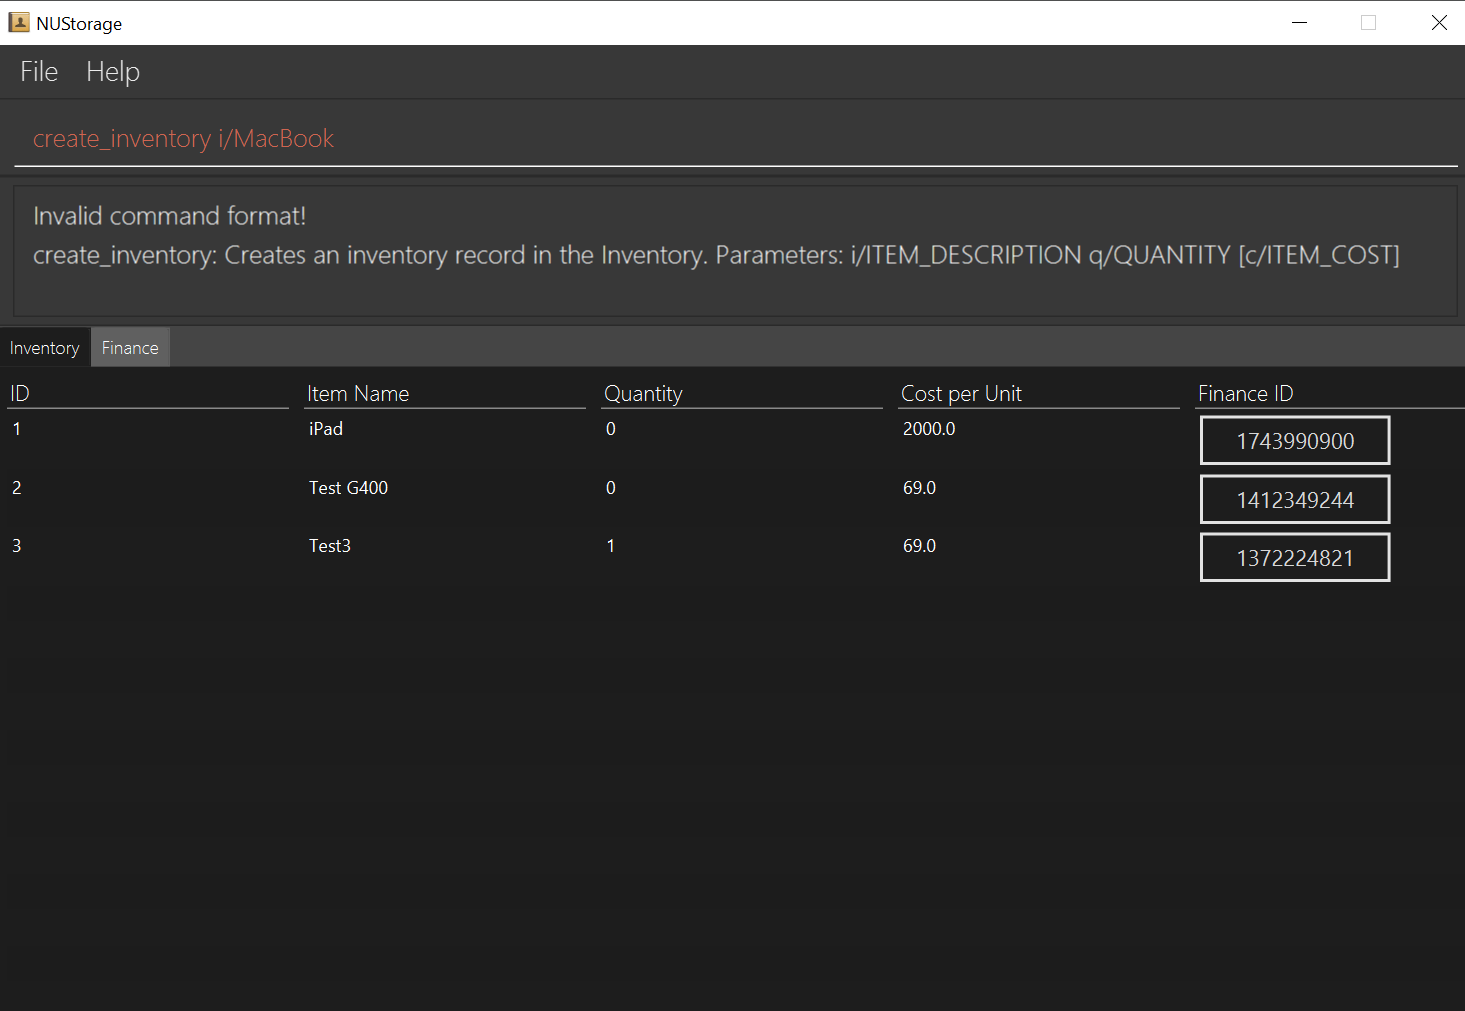 NUStorage
File Help
create_inventory i/MacBook
Invalid command format!
create_inventory: Creates an inventory record in the Inventory. Parameters: i/ITEM_DESCRIPTION q/QUANTITY [c/ITEM_COST]
Inventory Finance
ID Item Name Quantity Cost per Unit Finance ID
1 iPad 0 2000.0 1743990900
2 Test G400 0 69.0 1412349244
3 Test3 1 69.0 1372224821